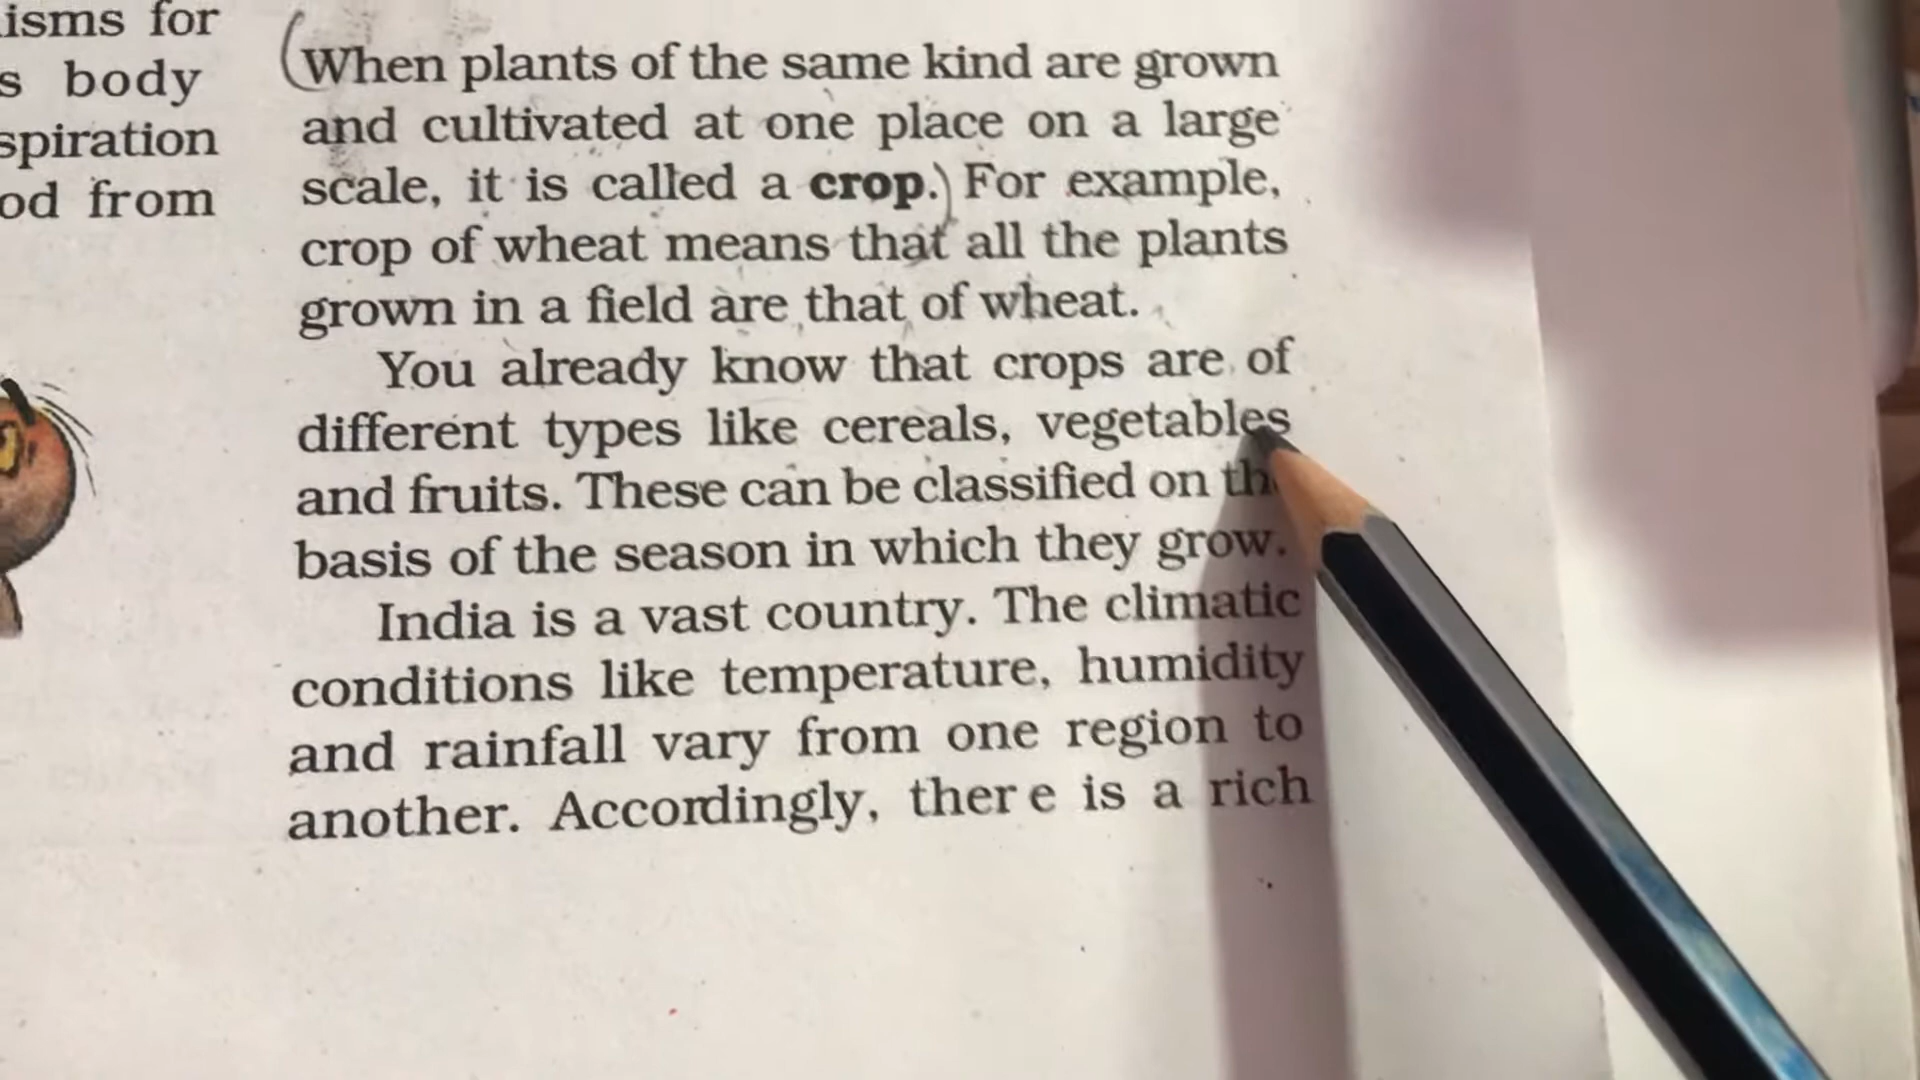 isms for
s body
spiration
od from
When plants of the same kind are grown
and cultivated at one place on a large
scale, it is called a crop. For example,
crop of wheat means that all the plants
grown in a field are that of wheat.
You already know that crops are of
different types like cereals, vegetables
and fruits. These can be classified on
basis of the season in which they grow.
India is a vast country. The climatic
conditions like temperature, humidity
and rainfall vary from one region to
another. Accordingly, ther e is a rich